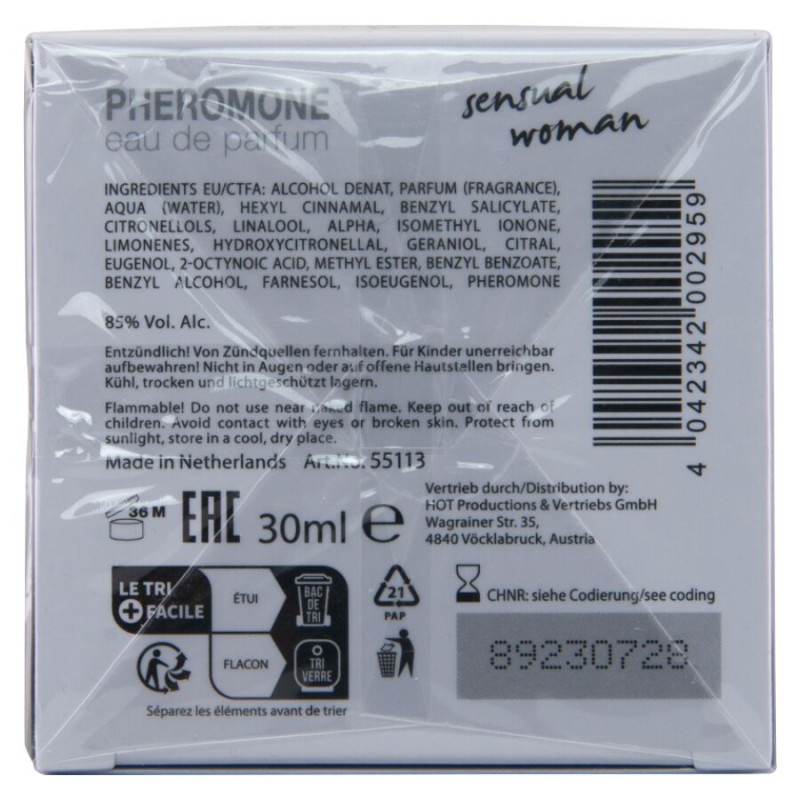 PHEROMONE
eau de parfum
sensual
woman
INGREDIENTS EU/CTFA: ALCOHOL DENAT, PARFUM (FRAGRANCE),
AQUA (WATER), HEXYL CINNAMAL, BENZYL SALICYLATE,
CITRONELLOLS, LINALOOL, ALPHA, ISOMETHYL IONONE,
LIMONENES, HYDROXYCITRONELLAL, GERANIOL, CITRAL,
EUGENOL, 2-OCTYNOIC ACID, METHYL ESTER, BENZYL BENZOATE,
BENZYL ALCOHOL, FARNESOL, ISOEUGENOL, PHEROMONE
85% Vol. Alc.
Entzündlich! Von Zündquellen fernhalten. Für Kinder unerreichbar
aufbewahren! Nicht in Augen oder auf offene Hautstellen bringen.
Kühl, trocken und lichtgeschützt lagern.
Flammable! Do not use near naked flame. Keep out of reach of
children. Avoid contact with eyes or broken skin. Protect from
sunlight, store in a cool, dry place.
Made in Netherlands Art.No. 55113
4 042342 002959
36 M
EAC
30ml e
Vertrieb durch/Distribution by:
HOT Productions & Vertriebs GmbH
Wagrainer Str. 35,
4840 Vöcklabruck, Austria
LE TRI
+ FACILE
ÉTUI
BAC
DE
TRI
FLACON
TRI
VERRE
Séparez les éléments avant de trier
21
PAP
CHNR: siehe Codierung/see coding
89230728